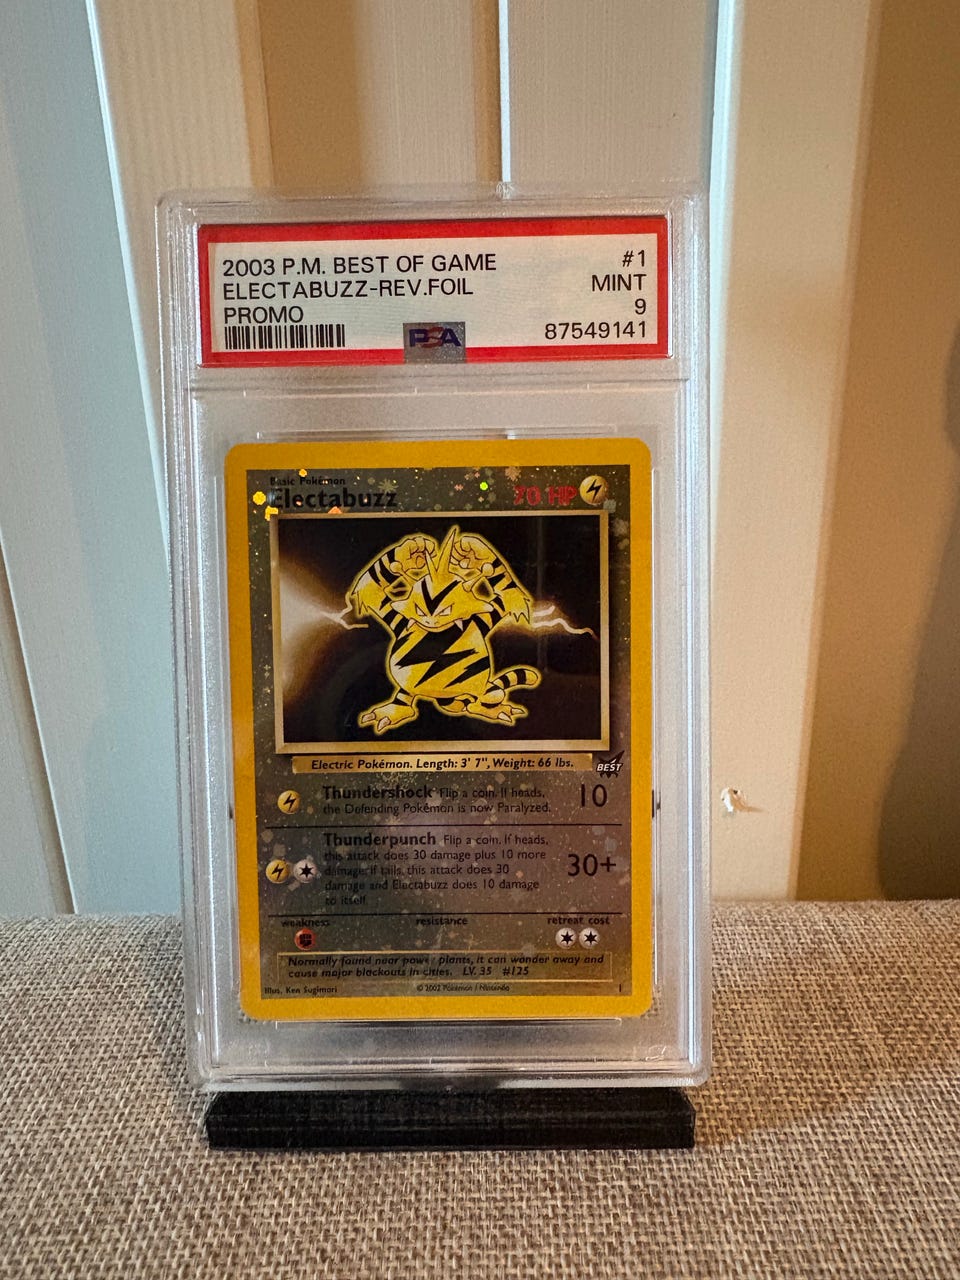 2003 P.M. BEST OF GAME #1
ELECTABUZZ-REV.FOIL MINT
PROMO 9
PSA 87549141
Basic Pokémon
Electabuzz 70 HP
Electric Pokémon. Length: 3' 7", Weight: 66 lbs.
BEST
Thundershock Flip a coin. If heads,
the Defending Pokémon is now Paralyzed. 10
Thunderpunch Flip a coin. If heads,
this attack does 30 damage plus 10 more
damage; if tails, this attack does 30
damage and Electabuzz does 10 damage
to itself. 30+
weakness resistance retreat cost
Normally found near power plants, it can wander away and
cause major blackouts in cities. LV. 35 #125
Illus. Ken Sugimori © 2002 Pokémon / Nintendo 1